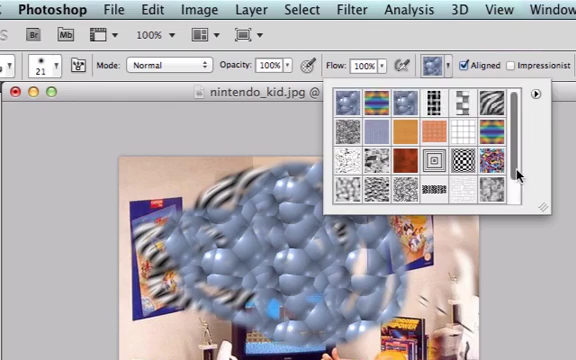 Photoshop File Edit Image Layer Select Filter Analysis 3D View Window
Br Mb 100%
21 Mode: Normal Opacity: 100% Flow: 100% Aligned Impressionist
nintendo_kid.jpg @